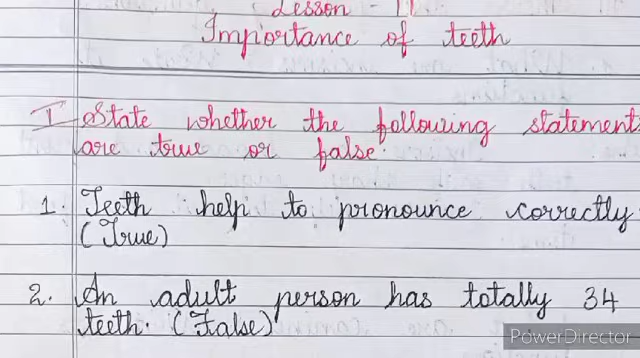 Lesson - 11
Importance of teeth
I State whether the following statements
are true or false.
1. Teeth help to pronounce correctly.
(True)
2. An adult person has totally 34
teeth. (False)
PowerDirector